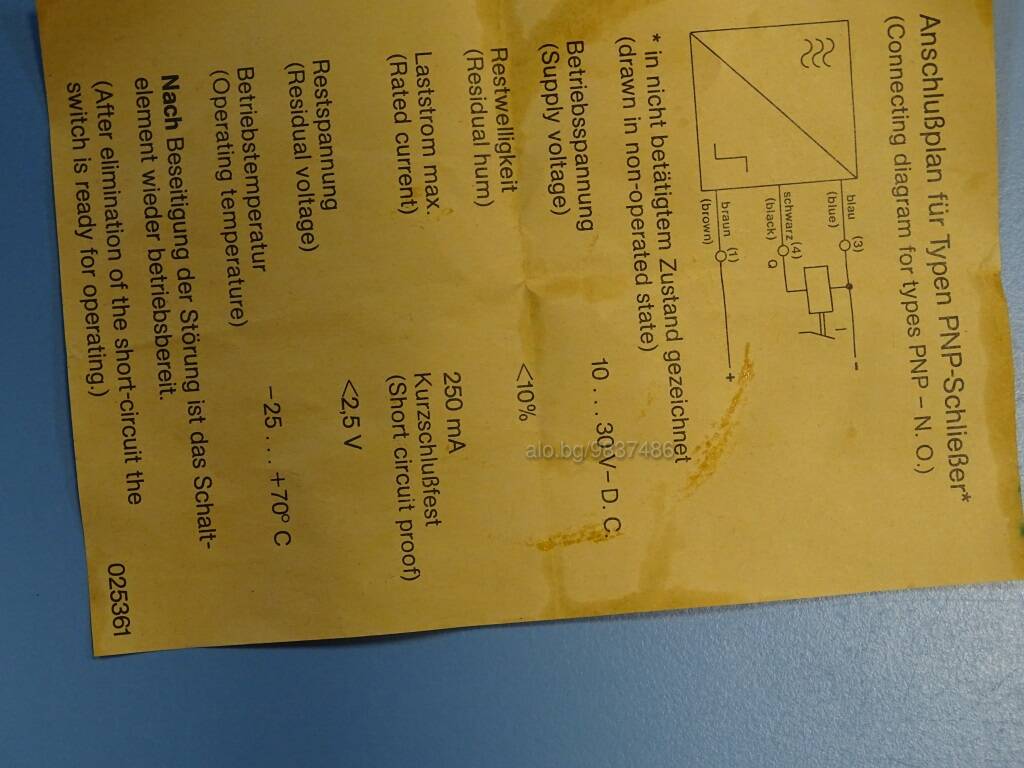 Anschlußplan für Typen PNP-Schließer*
(Connecting diagram for types PNP – N. O.)
blau (3)
(blue)
–
schwarz (4)
(black) Q
braun (1)
(brown)
+
* in nicht betätigtem Zustand gezeichnet
(drawn in non-operated state)
Betriebsspannung 10 . . . 30 V– D. C.
(Supply voltage)
Restwelligkeit <10%
(Residual hum)
Laststrom max. 250 mA
(Rated current) Kurzschlußfest
(Short circuit proof)
Restspannung <2,5 V
(Residual voltage)
Betriebstemperatur –25 . . . +70° C
(Operating temperature)
Nach Beseitigung der Störung ist das Schalt-
element wieder betriebsbereit.
(After elimination of the short-circuit the
switch is ready for operating.) 025361
alo.bg/9637486